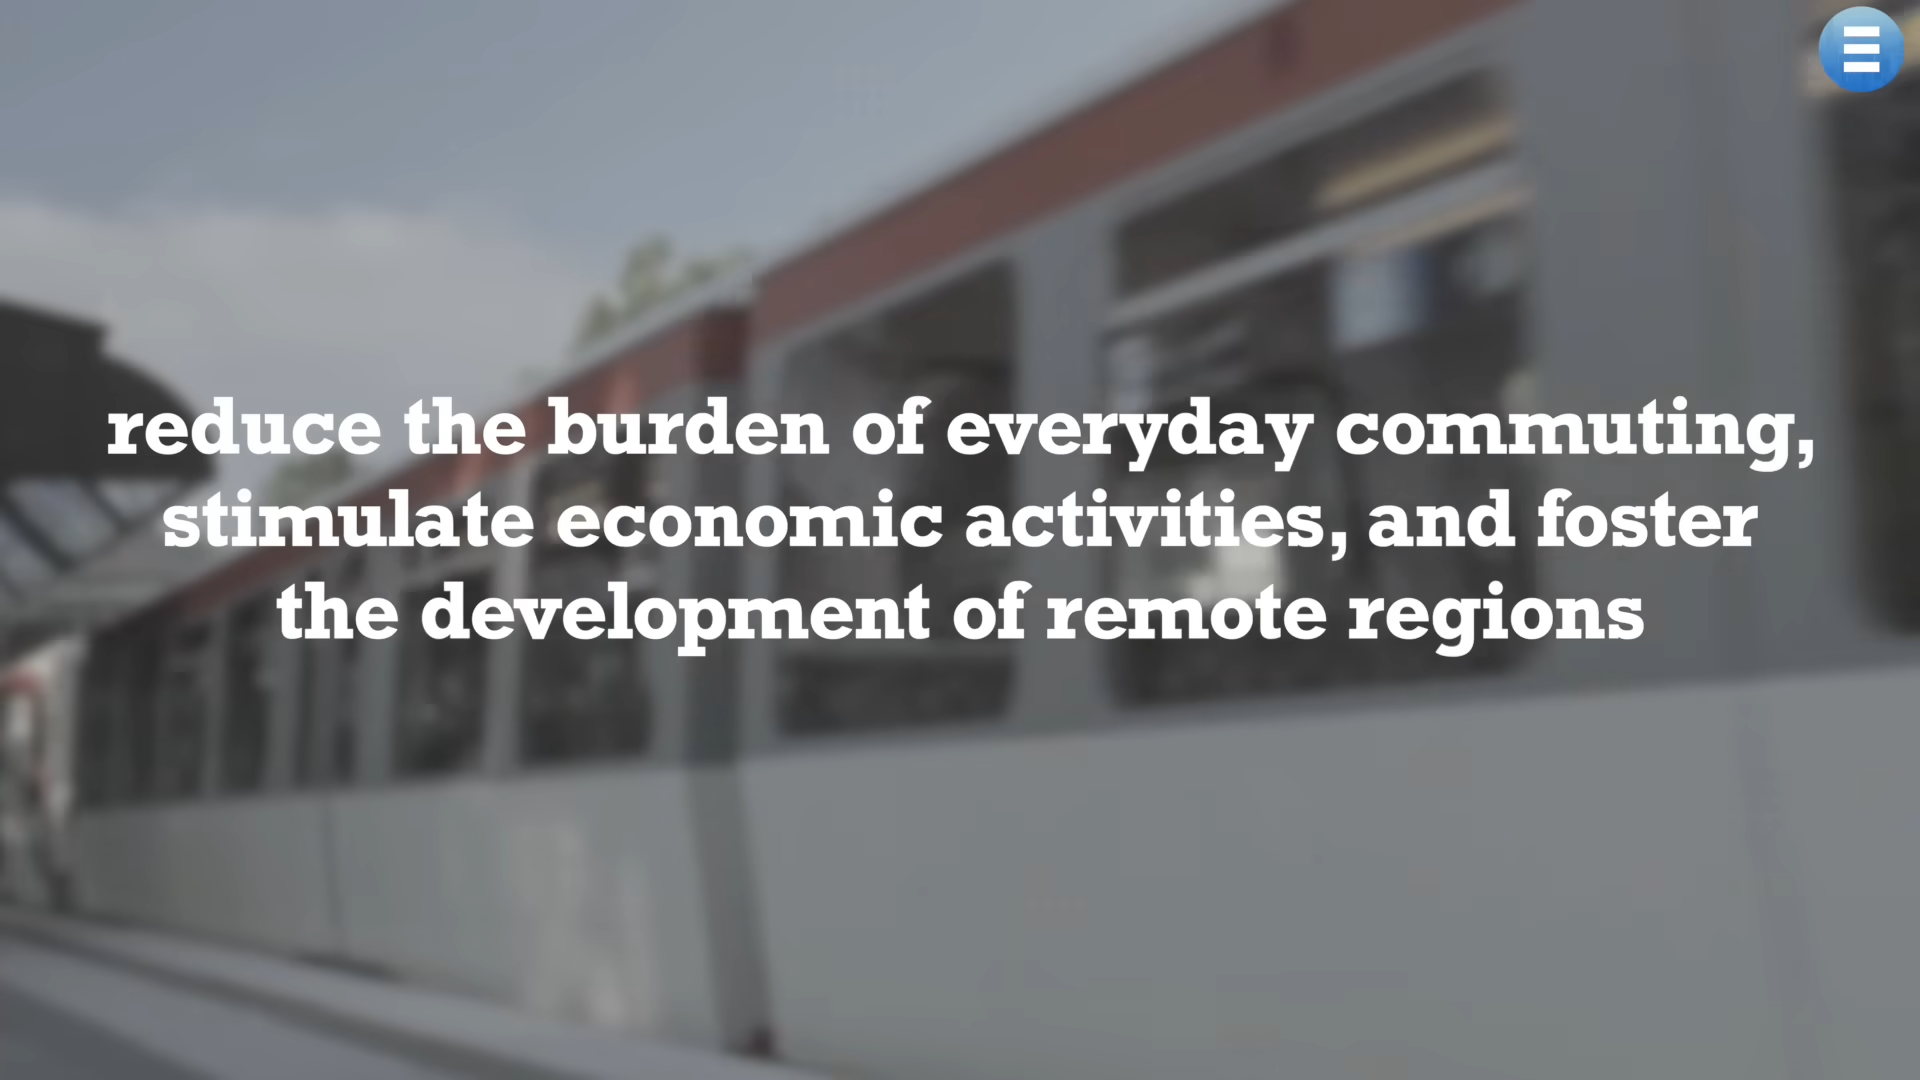 reduce the burden of everyday commuting,
stimulate economic activities, and foster
the development of remote regions